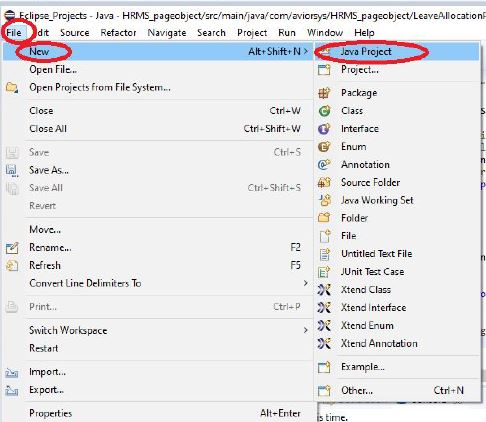 Eclipse_Projects - Java - HRMS_pageobject/src/main/java/com/aviorsys/HRMS_pageobject/LeaveAllocationP
File Edit Source Refactor Navigate Search Project Run Window Help
New Alt+Shift+N
Open File...
Open Projects from File System...
Close Ctrl+W
Close All Ctrl+Shift+W
Save Ctrl+S
Save As...
Save All Ctrl+Shift+S
Revert
Move...
Rename... F2
Refresh F5
Convert Line Delimiters To
Print... Ctrl+P
Switch Workspace
Restart
Import...
Export...
Properties Alt+Enter
Java Project
Project...
Package
Class
Interface
Enum
Annotation
Source Folder
Java Working Set
Folder
File
Untitled Text File
JUnit Test Case
Xtend Class
Xtend Interface
Xtend Enum
Xtend Annotation
Example...
Other... Ctrl+N
is time.